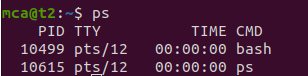 mca@t2:~$ ps
    PID TTY          TIME CMD
  10499 pts/12   00:00:00 bash
  10615 pts/12   00:00:00 ps